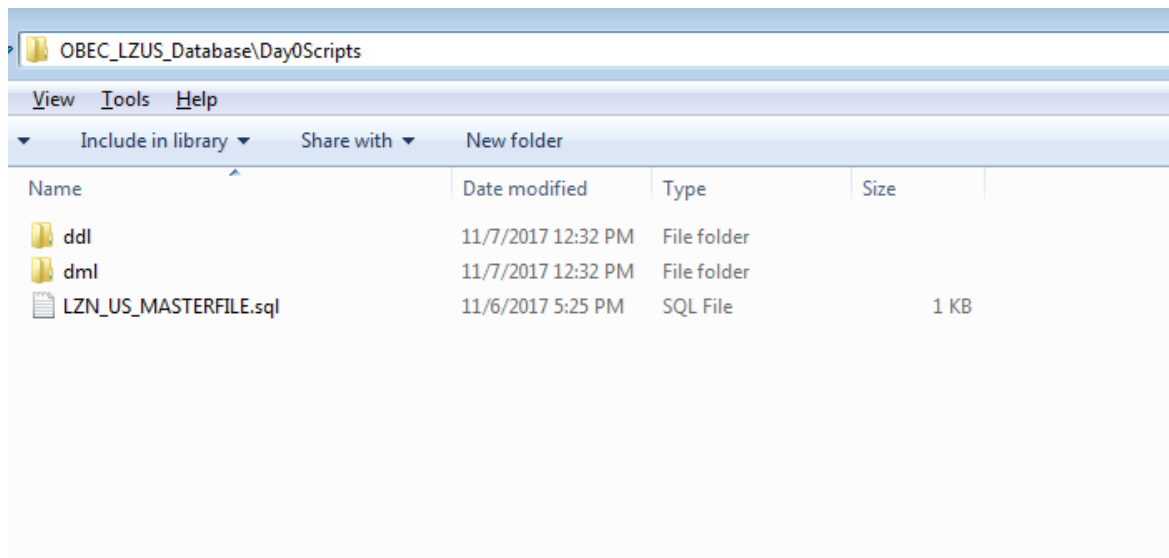 OBEC_LZUS_Database\Day0Scripts
View Tools Help
Include in library Share with New folder
Name Date modified Type Size
ddl 11/7/2017 12:32 PM File folder
dml 11/7/2017 12:32 PM File folder
LZN_US_MASTERFILE.sql 11/6/2017 5:25 PM SQL File 1 KB